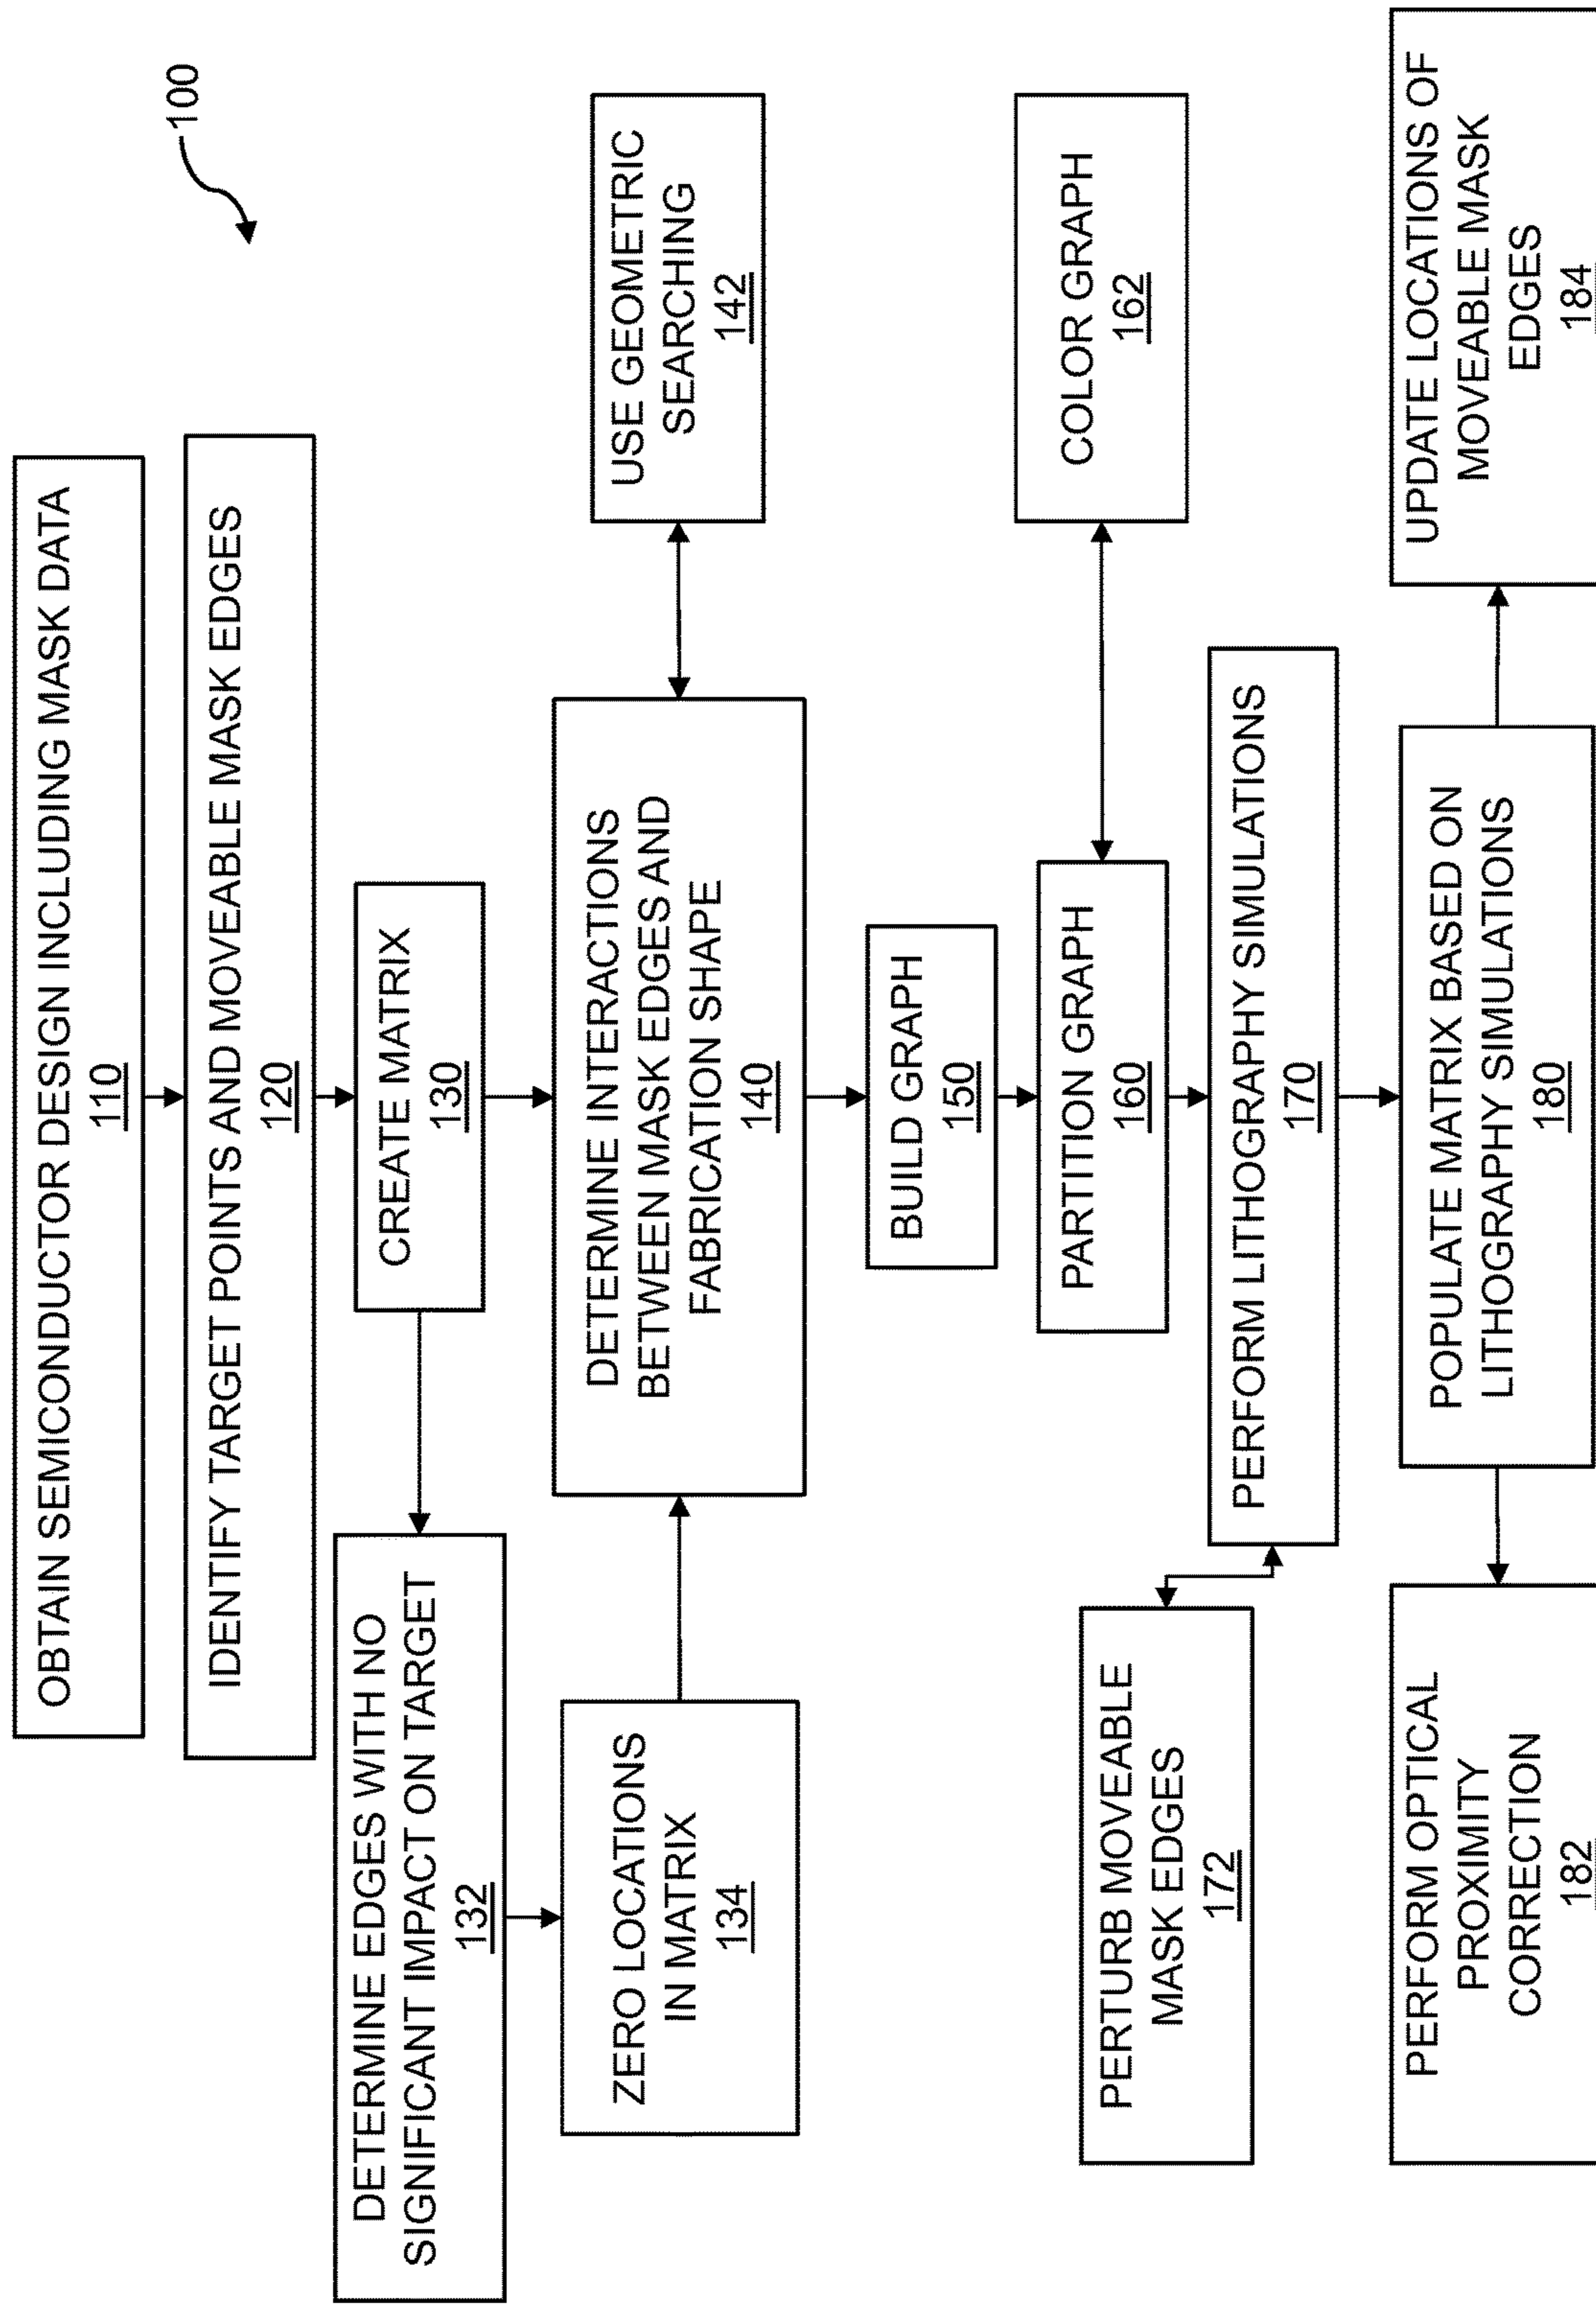 100
OBTAIN SEMICONDUCTOR DESIGN INCLUDING MASK DATA
110
IDENTIFY TARGET POINTS AND MOVEABLE MASK EDGES
120
CREATE MATRIX
130
DETERMINE EDGES WITH NO
SIGNIFICANT IMPACT ON TARGET
132
ZERO LOCATIONS
IN MATRIX
134
DETERMINE INTERACTIONS
BETWEEN MASK EDGES AND
FABRICATION SHAPE
140
USE GEOMETRIC
SEARCHING
142
BUILD GRAPH
150
PARTITION GRAPH
160
COLOR GRAPH
162
PERFORM LITHOGRAPHY SIMULATIONS
170
PERTURB MOVEABLE
MASK EDGES
172
POPULATE MATRIX BASED ON
LITHOGRAPHY SIMULATIONS
180
PERFORM OPTICAL
PROXIMITY
CORRECTION
182
UPDATE LOCATIONS OF
MOVEABLE MASK
EDGES
184